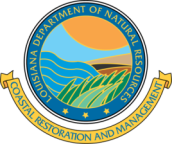 LOUISIANA DEPARTMENT OF NATURAL RESOURCES
COASTAL RESTORATION AND MANAGEMENT